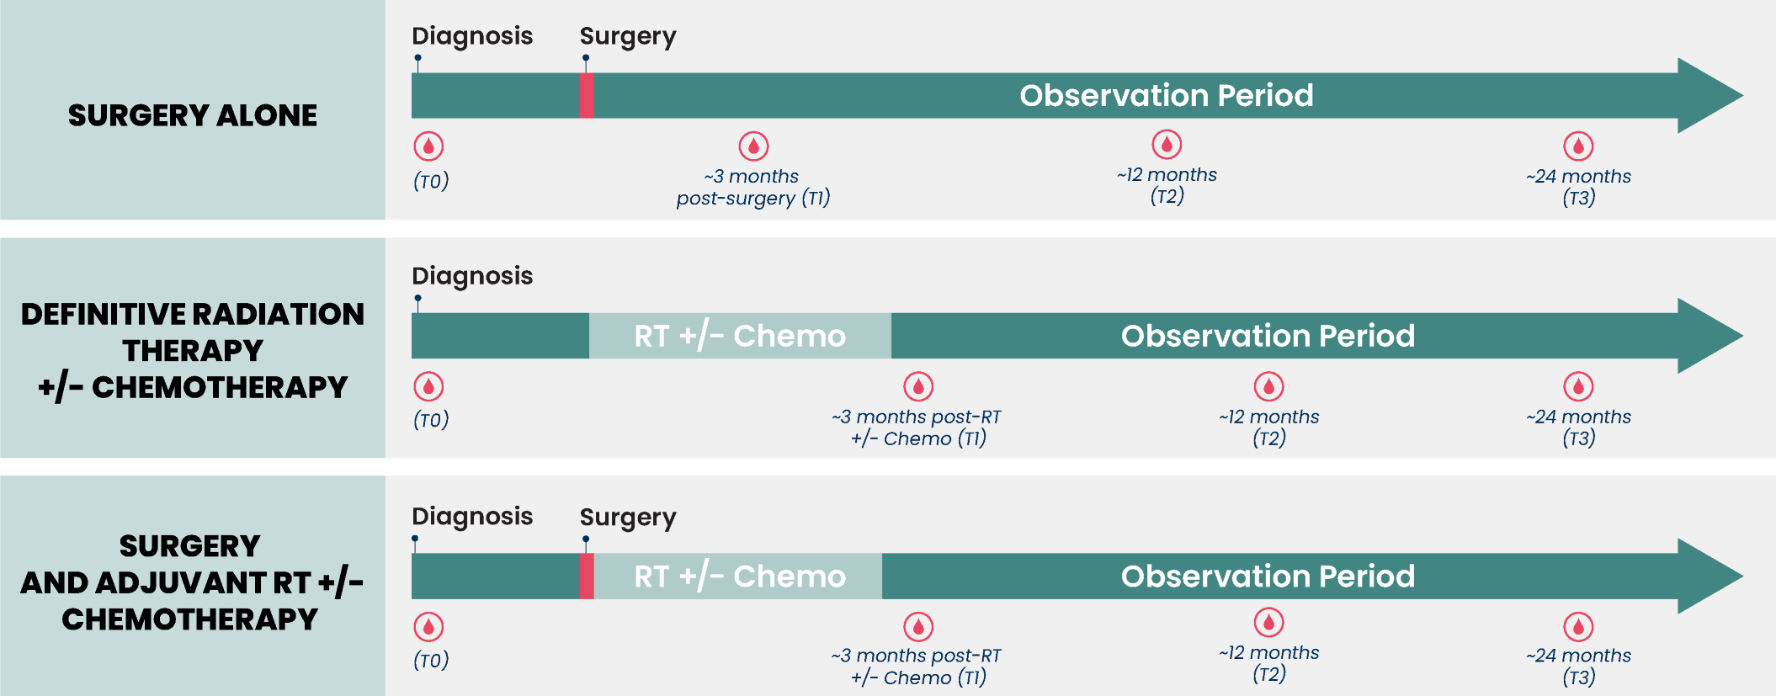 SURGERY ALONE
Diagnosis
Surgery
Observation Period
(T0)
~3 months
post-surgery (T1)
~12 months
(T2)
~24 months
(T3)
DEFINITIVE RADIATION
THERAPY
+/- CHEMOTHERAPY
Diagnosis
RT +/- Chemo
Observation Period
(T0)
~3 months post-RT
+/- Chemo (T1)
~12 months
(T2)
~24 months
(T3)
SURGERY
AND ADJUVANT RT +/-
CHEMOTHERAPY
Diagnosis
Surgery
RT +/- Chemo
Observation Period
(T0)
~3 months post-RT
+/- Chemo (T1)
~12 months
(T2)
~24 months
(T3)